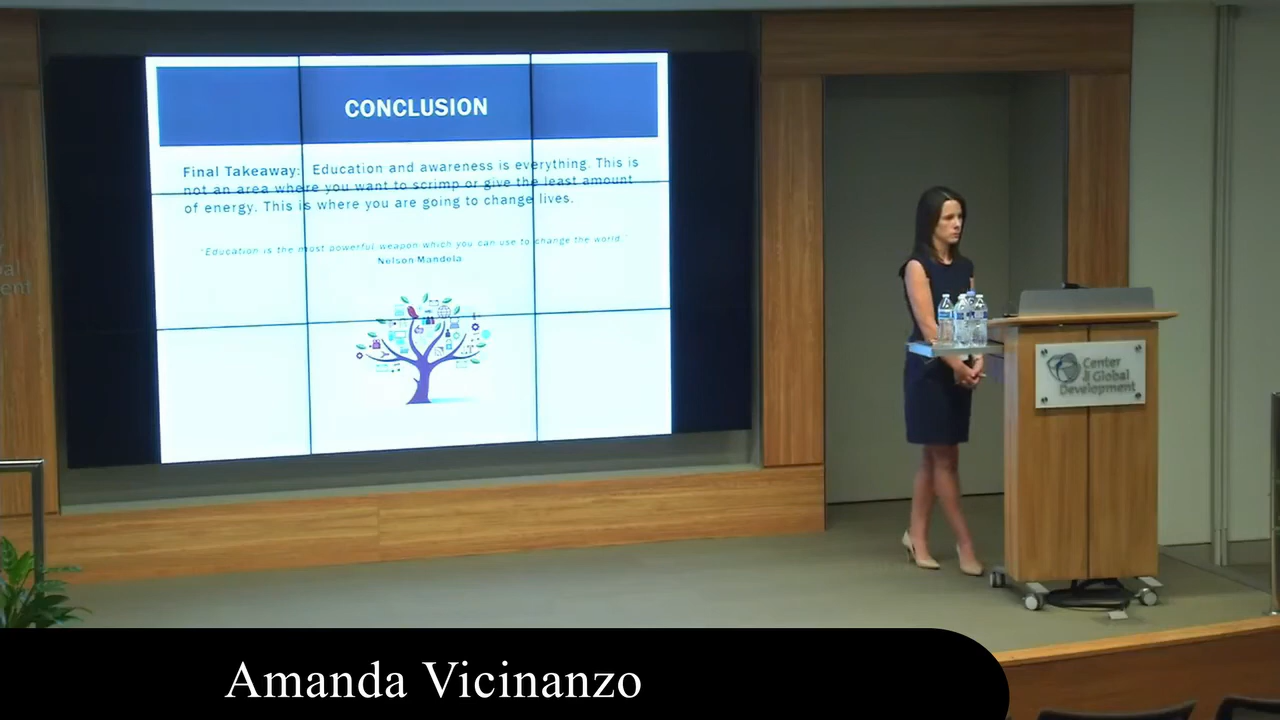 CONCLUSION
Final Takeaway: Education and awareness is everything. This is
not an area where you want to scrimp or give the least amount
of energy. This is where you are going to change lives.
"Education is the most powerful weapon which you can use to change the world."
Nelson Mandela
Center
Global
Development
Amanda Vicinanzo